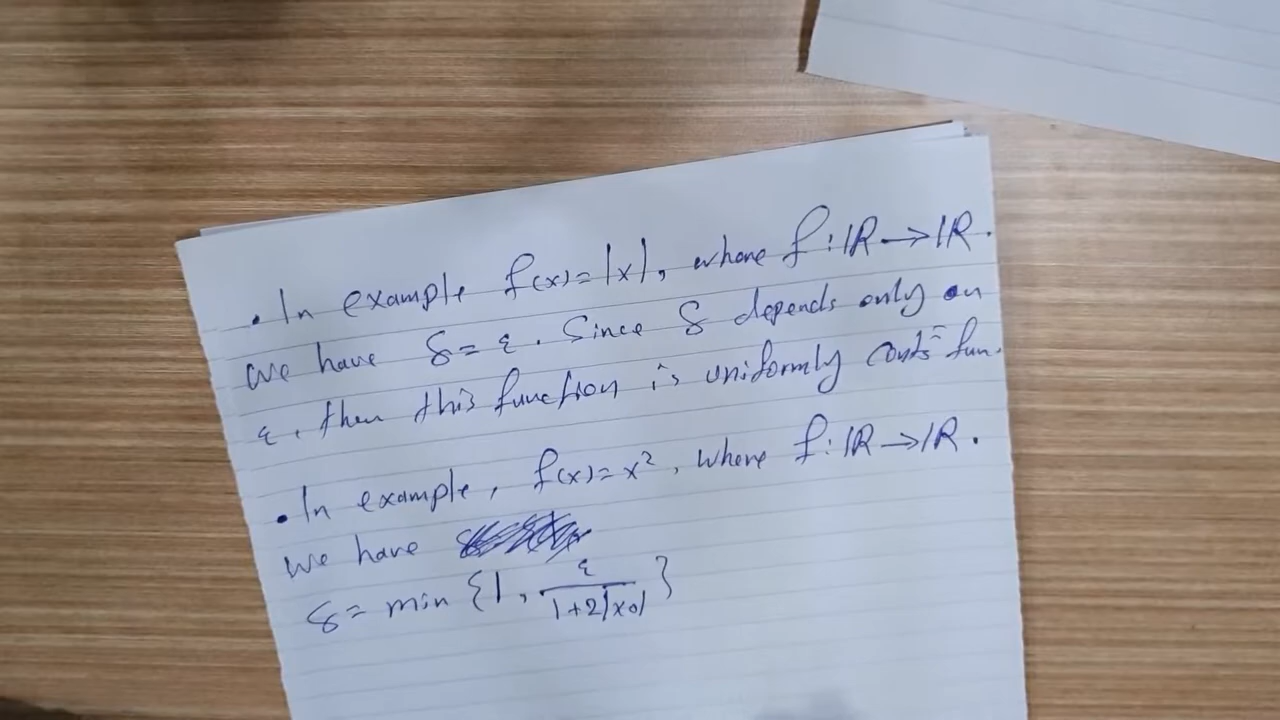 • In example f(x)=|x|, where f:ℝ→ℝ.
we have δ=ε. Since δ depends only on
ε, then this function is uniformly conts fun.
• In example, f(x)=x², where f:ℝ→ℝ.
we have
δ= min {1, ε/(1+2|x₀|)}